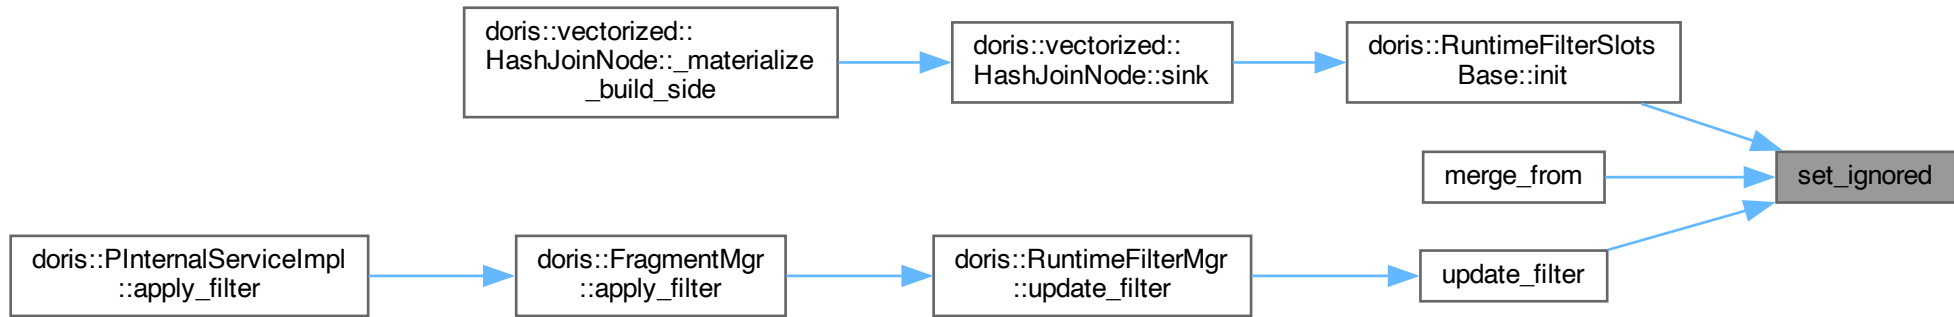 doris::vectorized::
HashJoinNode::_materialize
_build_side
doris::vectorized::
HashJoinNode::sink
doris::RuntimeFilterSlots
Base::init
merge_from
set_ignored
doris::PInternalServiceImpl
::apply_filter
doris::FragmentMgr
::apply_filter
doris::RuntimeFilterMgr
::update_filter
update_filter